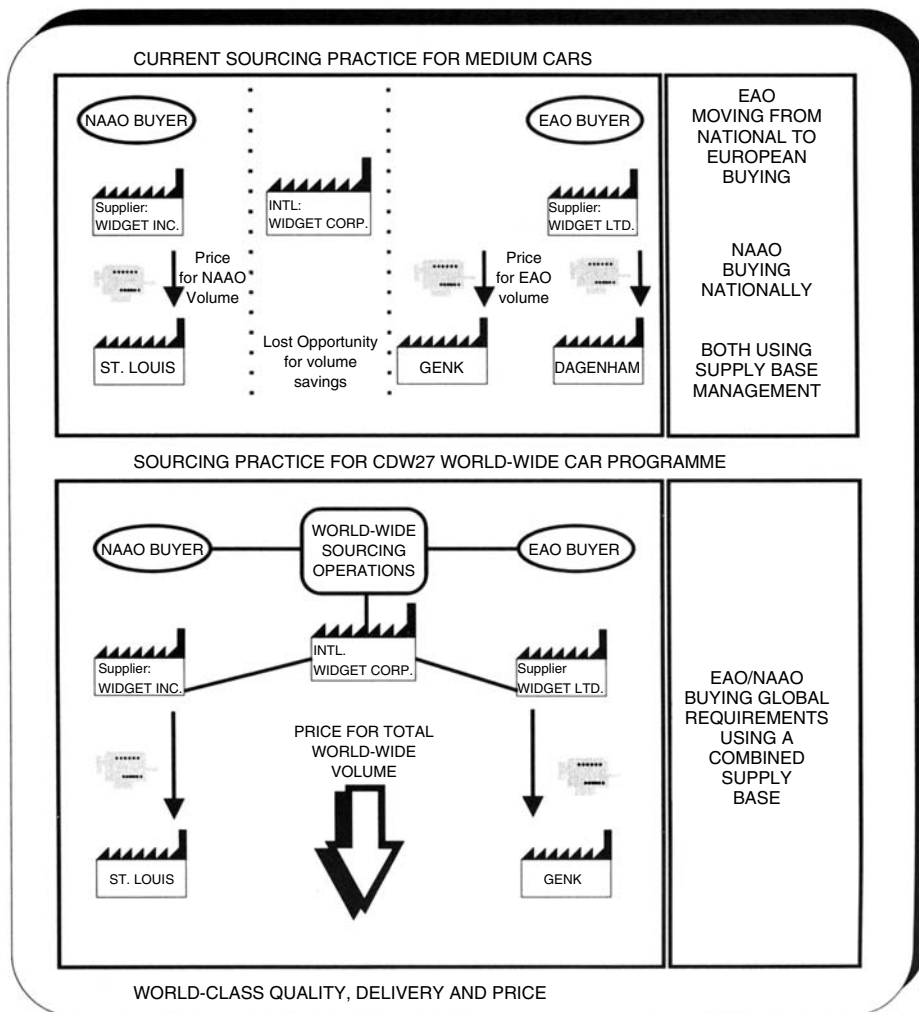 CURRENT SOURCING PRACTICE FOR MEDIUM CARS
NAAO BUYER
EAO BUYER
Supplier:
WIDGET INC.
INTL:
WIDGET CORP.
Supplier:
WIDGET LTD.
Price
for NAAO
Volume
Price
for EAO
volume
ST. LOUIS
Lost Opportunity
for volume
savings
GENK
DAGENHAM
EAO
MOVING FROM
NATIONAL TO
EUROPEAN
BUYING
NAAO
BUYING
NATIONALLY
BOTH USING
SUPPLY BASE
MANAGEMENT
SOURCING PRACTICE FOR CDW27 WORLD-WIDE CAR PROGRAMME
NAAO BUYER
WORLD-WIDE
SOURCING
OPERATIONS
EAO BUYER
Supplier:
WIDGET INC.
INTL.
WIDGET CORP.
Supplier
WIDGET LTD.
PRICE FOR TOTAL
WORLD-WIDE
VOLUME
ST. LOUIS
GENK
EAO/NAAO
BUYING GLOBAL
REQUIREMENTS
USING A
COMBINED
SUPPLY
BASE
WORLD-CLASS QUALITY, DELIVERY AND PRICE